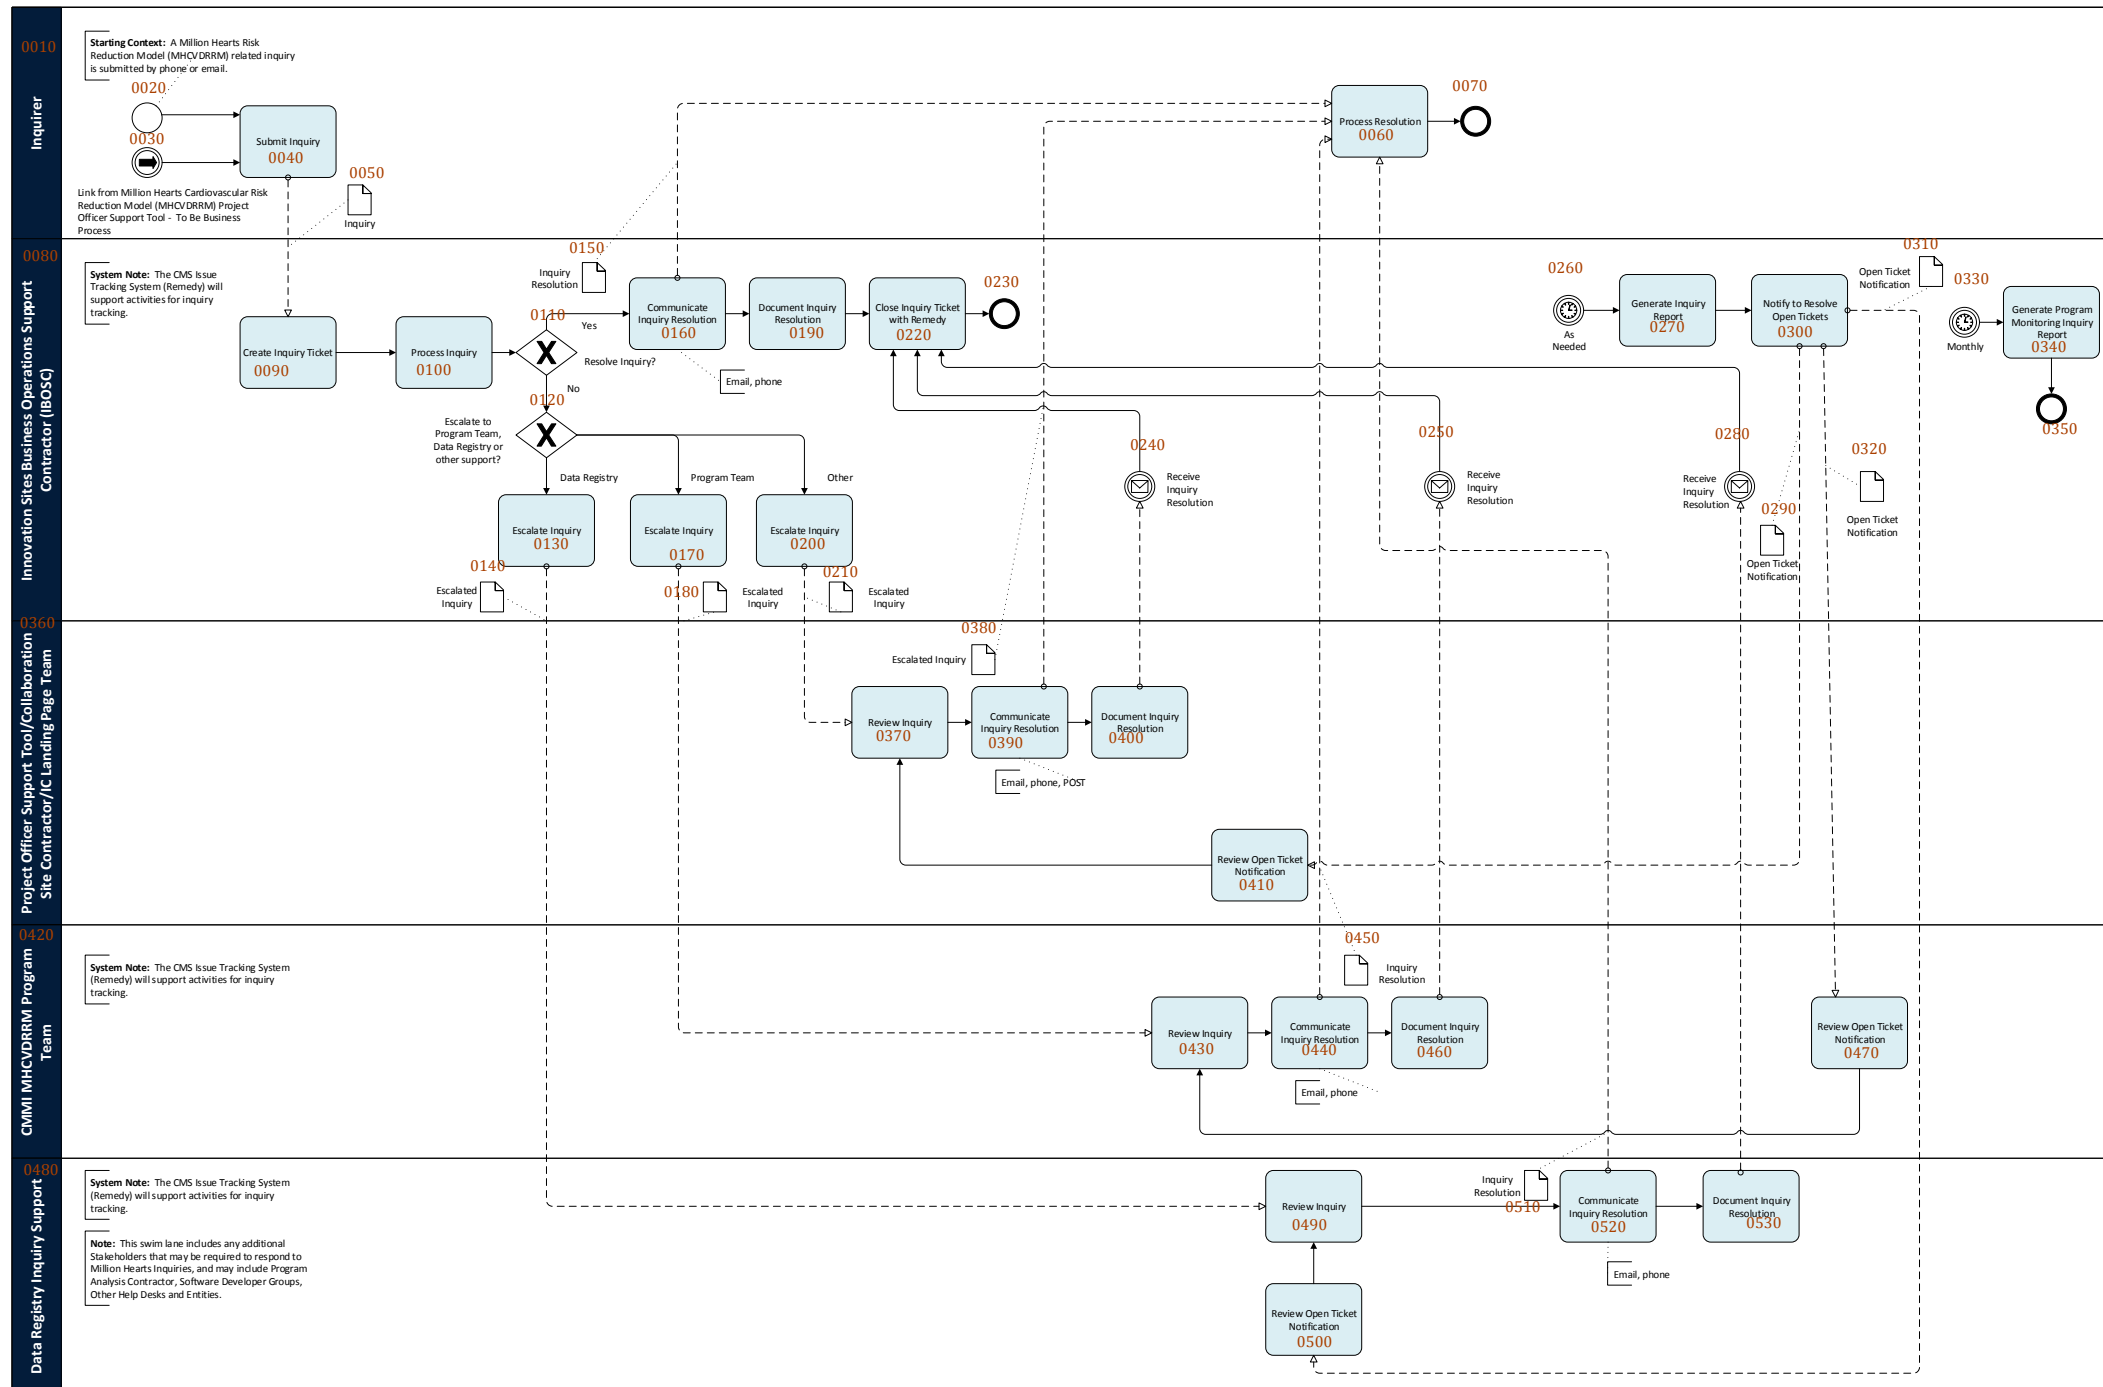 0010
Inquirer
Starting Context: A Million Hearts Risk
Reduction Model (MHCVDRRM) related inquiry
is submitted by phone or email.
0020
0030
Submit Inquiry
0040
0050
Inquiry
Link from Million Hearts Cardiovascular Risk
Reduction Model (MHCVDRRM) Project
Officer Support Tool - To Be Business
Process
Process Resolution
0060
0070
0080
Innovation Sites Business Operations Support
Contractor (IBOSC)
System Note: The CMS Issue
Tracking System (Remedy) will
support activities for inquiry
tracking.
Create Inquiry Ticket
0090
Process Inquiry
0100
0110
Yes
Resolve Inquiry?
No
0120
Escalate to
Program Team,
Data Registry or
other support?
Data Registry
Program Team
Other
Escalate Inquiry
0130
0140
Escalated
Inquiry
0150
Inquiry
Resolution
Communicate
Inquiry Resolution
0160
Email, phone
Escalate Inquiry
0170
0180
Escalated
Inquiry
Document Inquiry
Resolution
0190
Escalate Inquiry
0200
0210
Escalated
Inquiry
Close Inquiry Ticket
with Remedy
0220
0230
0240
Receive
Inquiry
Resolution
0250
Receive
Inquiry
Resolution
0260
As
Needed
Generate Inquiry
Report
0270
0280
Receive
Inquiry
Resolution
0290
Open Ticket
Notification
Notify to Resolve
Open Tickets
0300
0310
Open Ticket
Notification
0320
Open Ticket
Notification
0330
Monthly
Generate Program
Monitoring Inquiry
Report
0340
0350
0360
Project Officer Support Tool/Collaboration
Site Contractor/IC Landing Page Team
Review Inquiry
0370
0380
Escalated Inquiry
Communicate
Inquiry Resolution
0390
Email, phone, POST
Document Inquiry
Resolution
0400
Review Open Ticket
Notification
0410
0420
CMMI MHCVDRRM Program
Team
System Note: The CMS Issue Tracking System
(Remedy) will support activities for inquiry
tracking.
Review Inquiry
0430
Communicate
Inquiry Resolution
0440
Email, phone
0450
Inquiry
Resolution
Document Inquiry
Resolution
0460
Review Open Ticket
Notification
0470
0480
Data Registry Inquiry Support
System Note: The CMS Issue Tracking System
(Remedy) will support activities for inquiry
tracking.
Note: This swim lane includes any additional
Stakeholders that may be required to respond to
Million Hearts Inquiries, and may include Program
Analysis Contractor, Software Developer Groups,
Other Help Desks and Entities.
Review Inquiry
0490
Review Open Ticket
Notification
0500
Inquiry
Resolution
0510
Communicate
Inquiry Resolution
0520
Email, phone
Document Inquiry
Resolution
0530